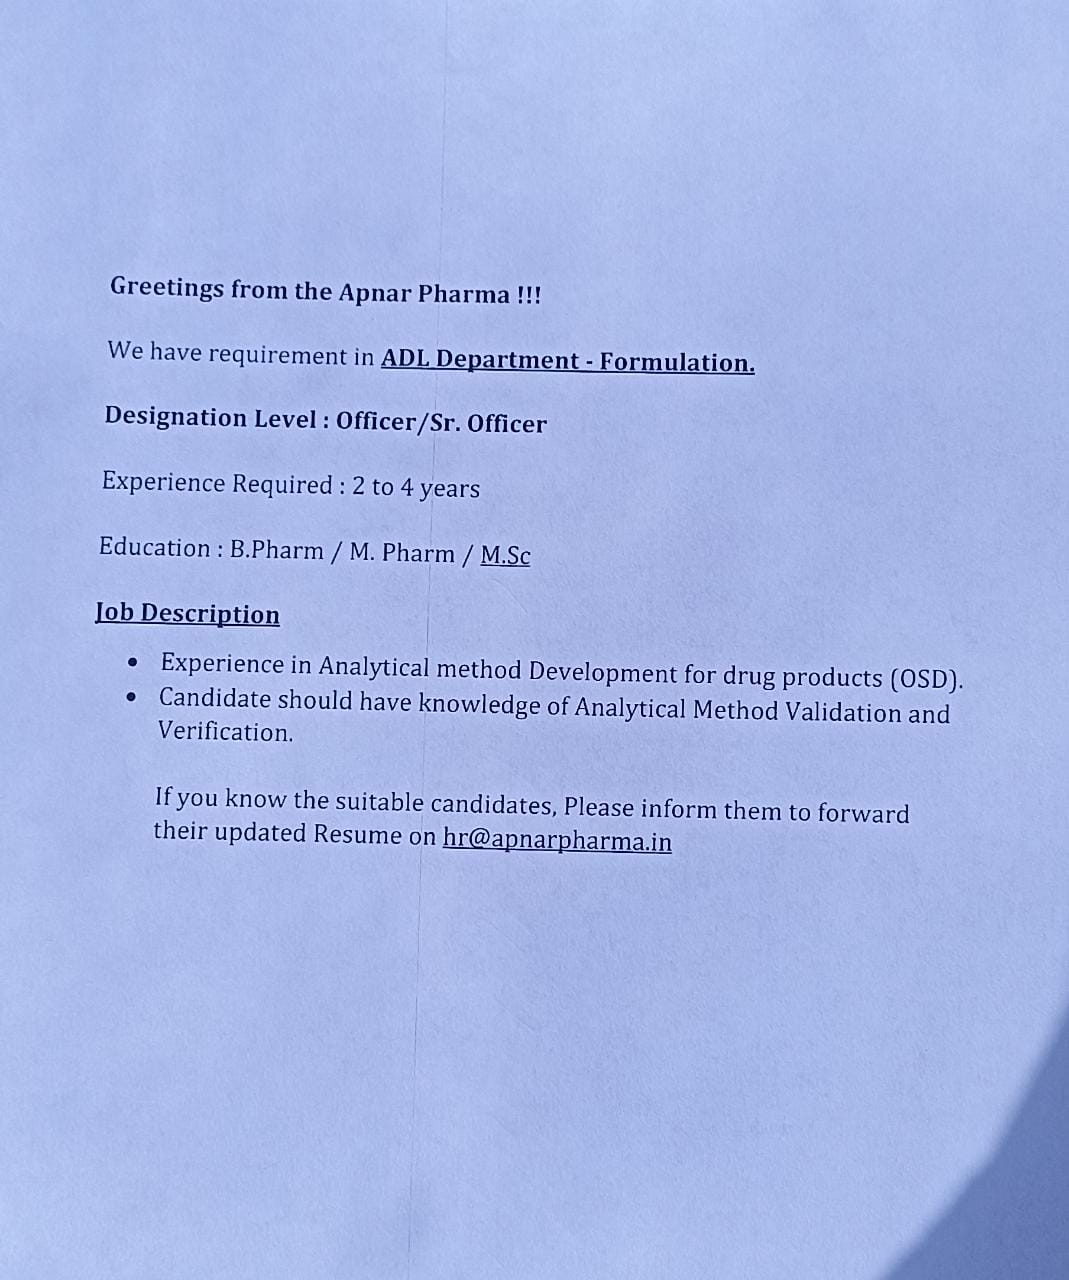 Greetings from the Apnar Pharma !!!
We have requirement in ADL Department - Formulation.
Designation Level : Officer/Sr. Officer
Experience Required : 2 to 4 years
Education : B.Pharm / M. Pharm / M.Sc
Job Description
• Experience in Analytical method Development for drug products (OSD).
• Candidate should have knowledge of Analytical Method Validation and
Verification.
If you know the suitable candidates, Please inform them to forward
their updated Resume on hr@apnarpharma.in